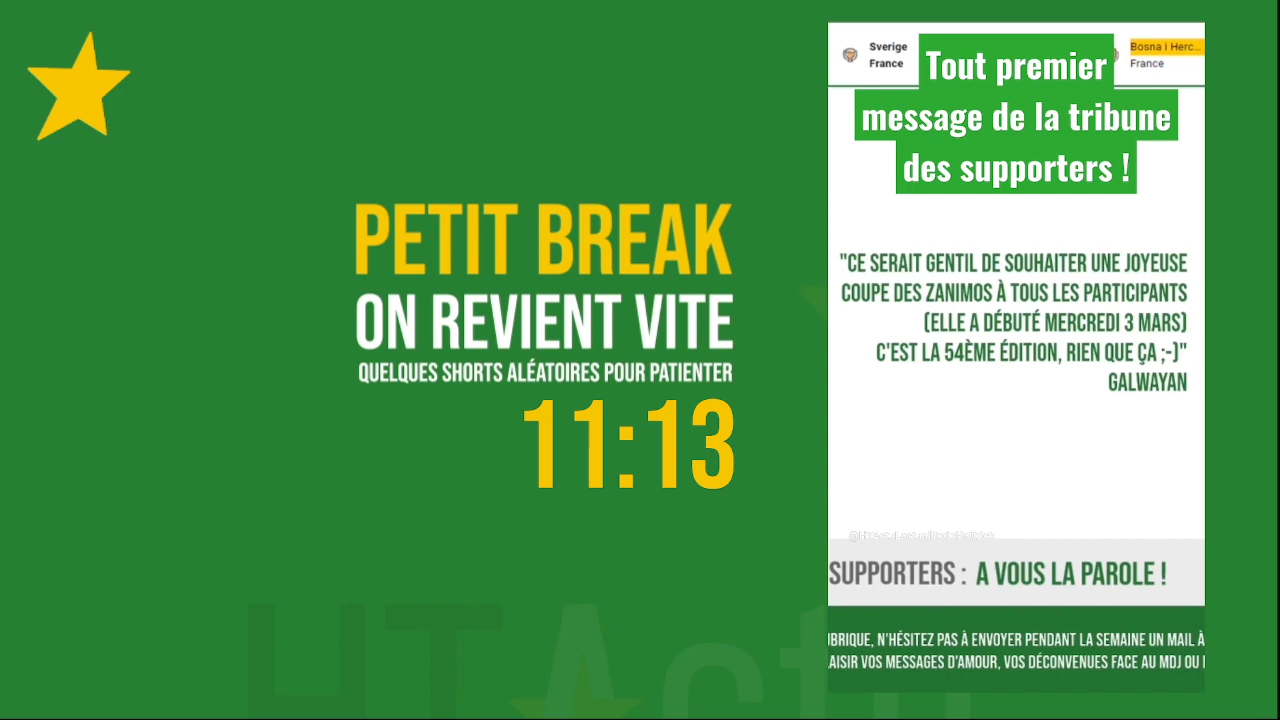 PETIT BREAK
ON REVIENT VITE
QUELQUES SHORTS ALÉATOIRES POUR PATIENTER
11:13
Sverige
France
Bosna i Herc...
France
Tout premier
message de la tribune
des supporters !
"CE SERAIT GENTIL DE SOUHAITER UNE JOYEUSE
COUPE DES ZANIMOS À TOUS LES PARTICIPANTS
(ELLE A DÉBUTÉ MERCREDI 3 MARS)
C'EST LA 54ÈME ÉDITION, RIEN QUE ÇA ;-)"
GALWAYAN
SUPPORTERS : A VOUS LA PAROLE !
UBRIQUE, N'HÉSITEZ PAS À ENVOYER PENDANT LA SEMAINE UN MAIL À
AISIR VOS MESSAGES D'AMOUR, VOS DÉCONVENUES FACE AU MDJ OU
HTActu